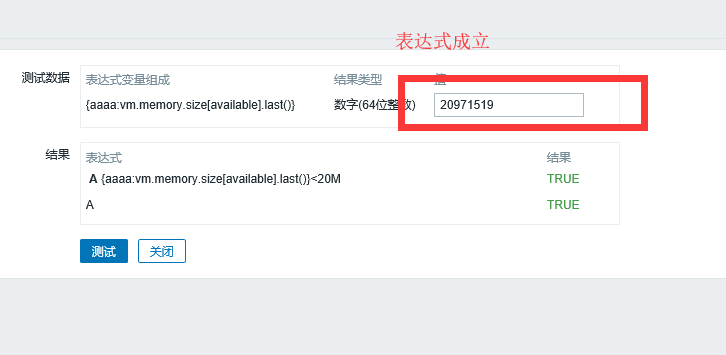 表达式成立
测试数据 表达式变量组成 结果类型 值
{aaaa:vm.memory.size[available].last()} 数字(64位整数) 20971519
结果 表达式 结果
A {aaaa:vm.memory.size[available].last()}<20M TRUE
A TRUE
测试 关闭